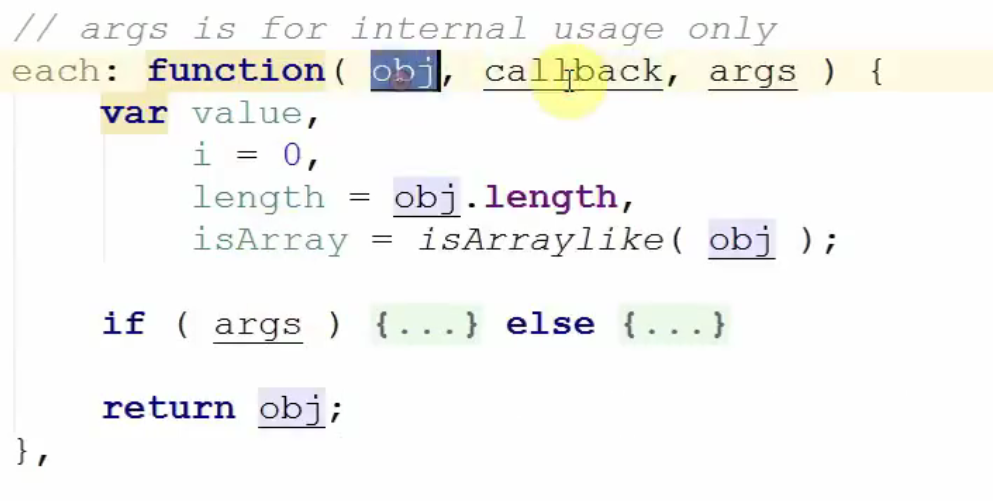 // args is for internal usage only
each: function( obj, callback, args ) {
var value,
i = 0,
length = obj.length,
isArray = isArraylike( obj );
if ( args ) {...} else {...}
return obj;
},